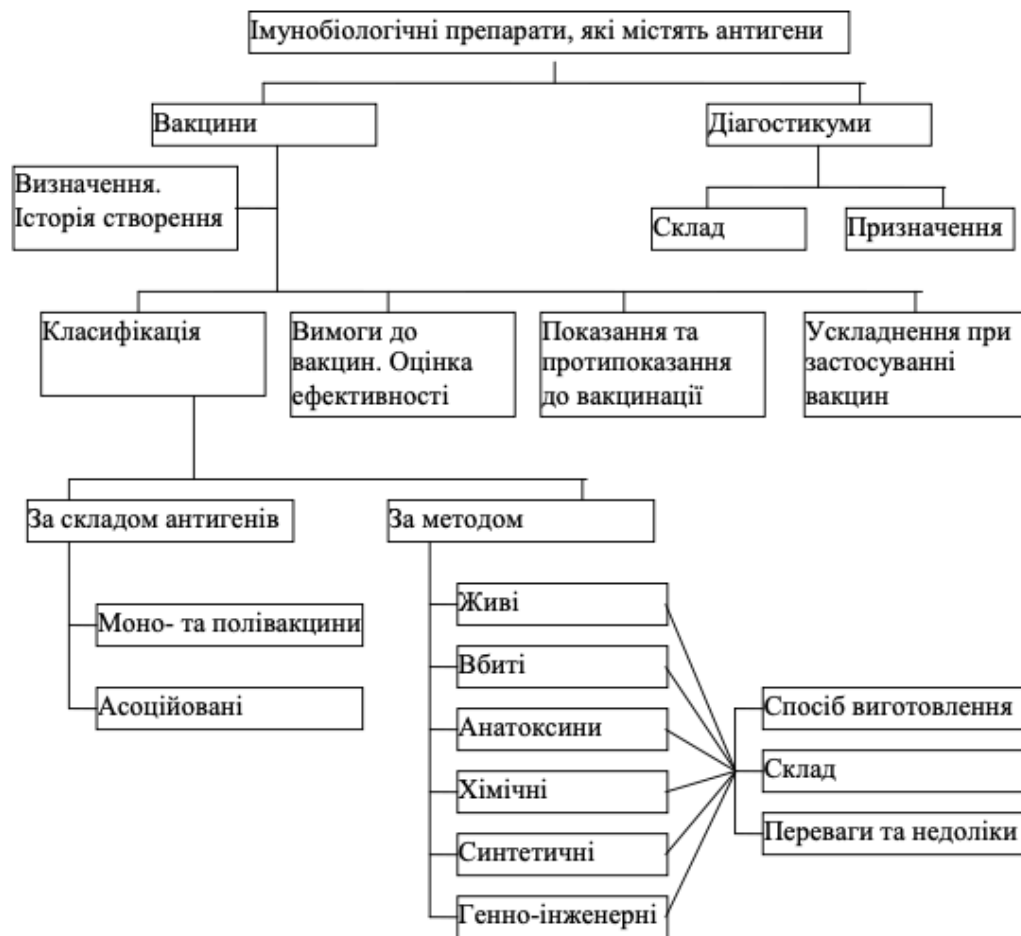 Імунобіологічні препарати, які містять антигени
Вакцини
Діагостикуми
Визначення.
Історія створення
Склад
Призначення
Класифікація
Вимоги до
вакцин. Оцінка
ефективності
Показання та
протипоказання
до вакцинації
Ускладнення при
застосуванні
вакцин
За складом антигенів
За методом
Моно- та полівакцини
Асоційовані
Живі
Вбиті
Анатоксини
Хімічні
Синтетичні
Генно-інженерні
Спосіб виготовлення
Склад
Переваги та недоліки